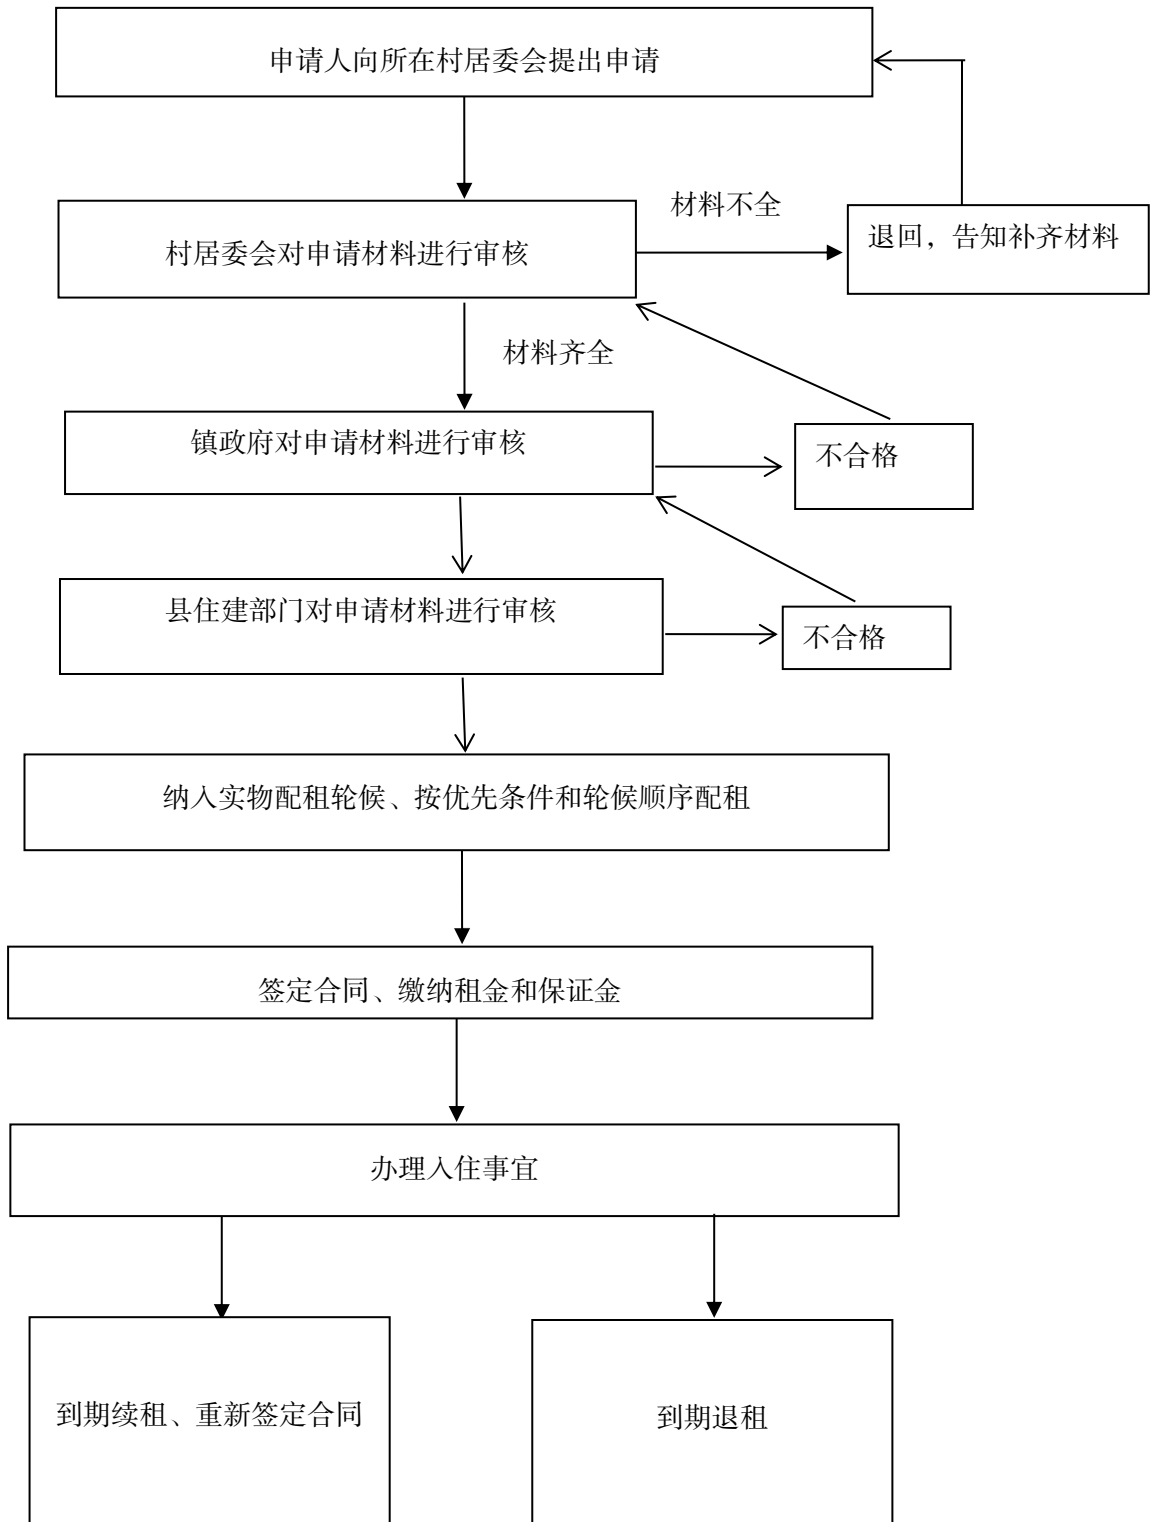 申请人向所在村居委会提出申请
材料不全
退回，告知补齐材料
村居委会对申请材料进行审核
材料齐全
镇政府对申请材料进行审核
不合格
县住建部门对申请材料进行审核
不合格
纳入实物配租轮候、按优先条件和轮候顺序配租
签定合同、缴纳租金和保证金
办理入住事宜
到期续租、重新签定合同
到期退租